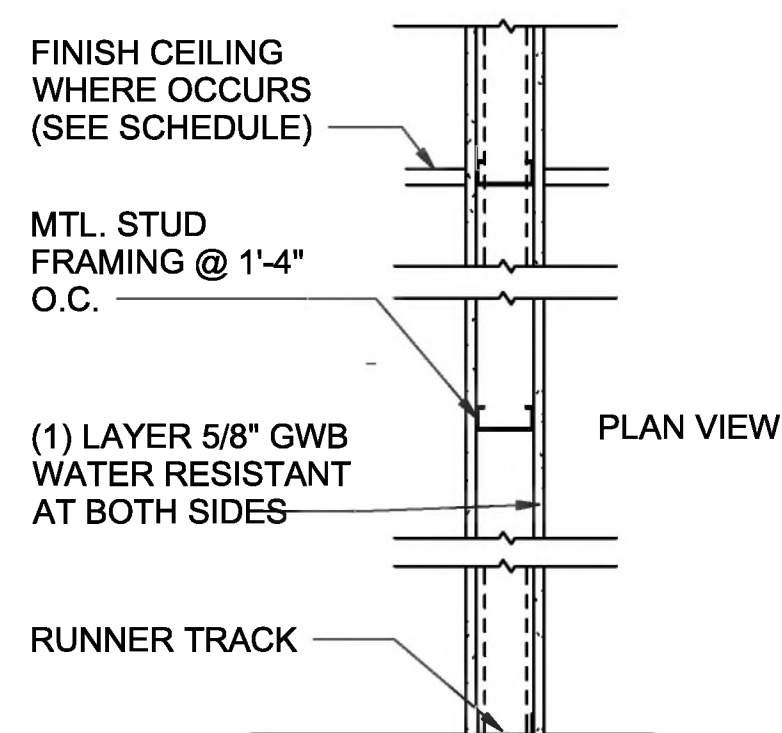 FINISH CEILING
WHERE OCCURS
(SEE SCHEDULE)
MTL. STUD
FRAMING @ 1'-4"
O.C.
(1) LAYER 5/8" GWB
WATER RESISTANT
AT BOTH SIDES
PLAN VIEW
RUNNER TRACK